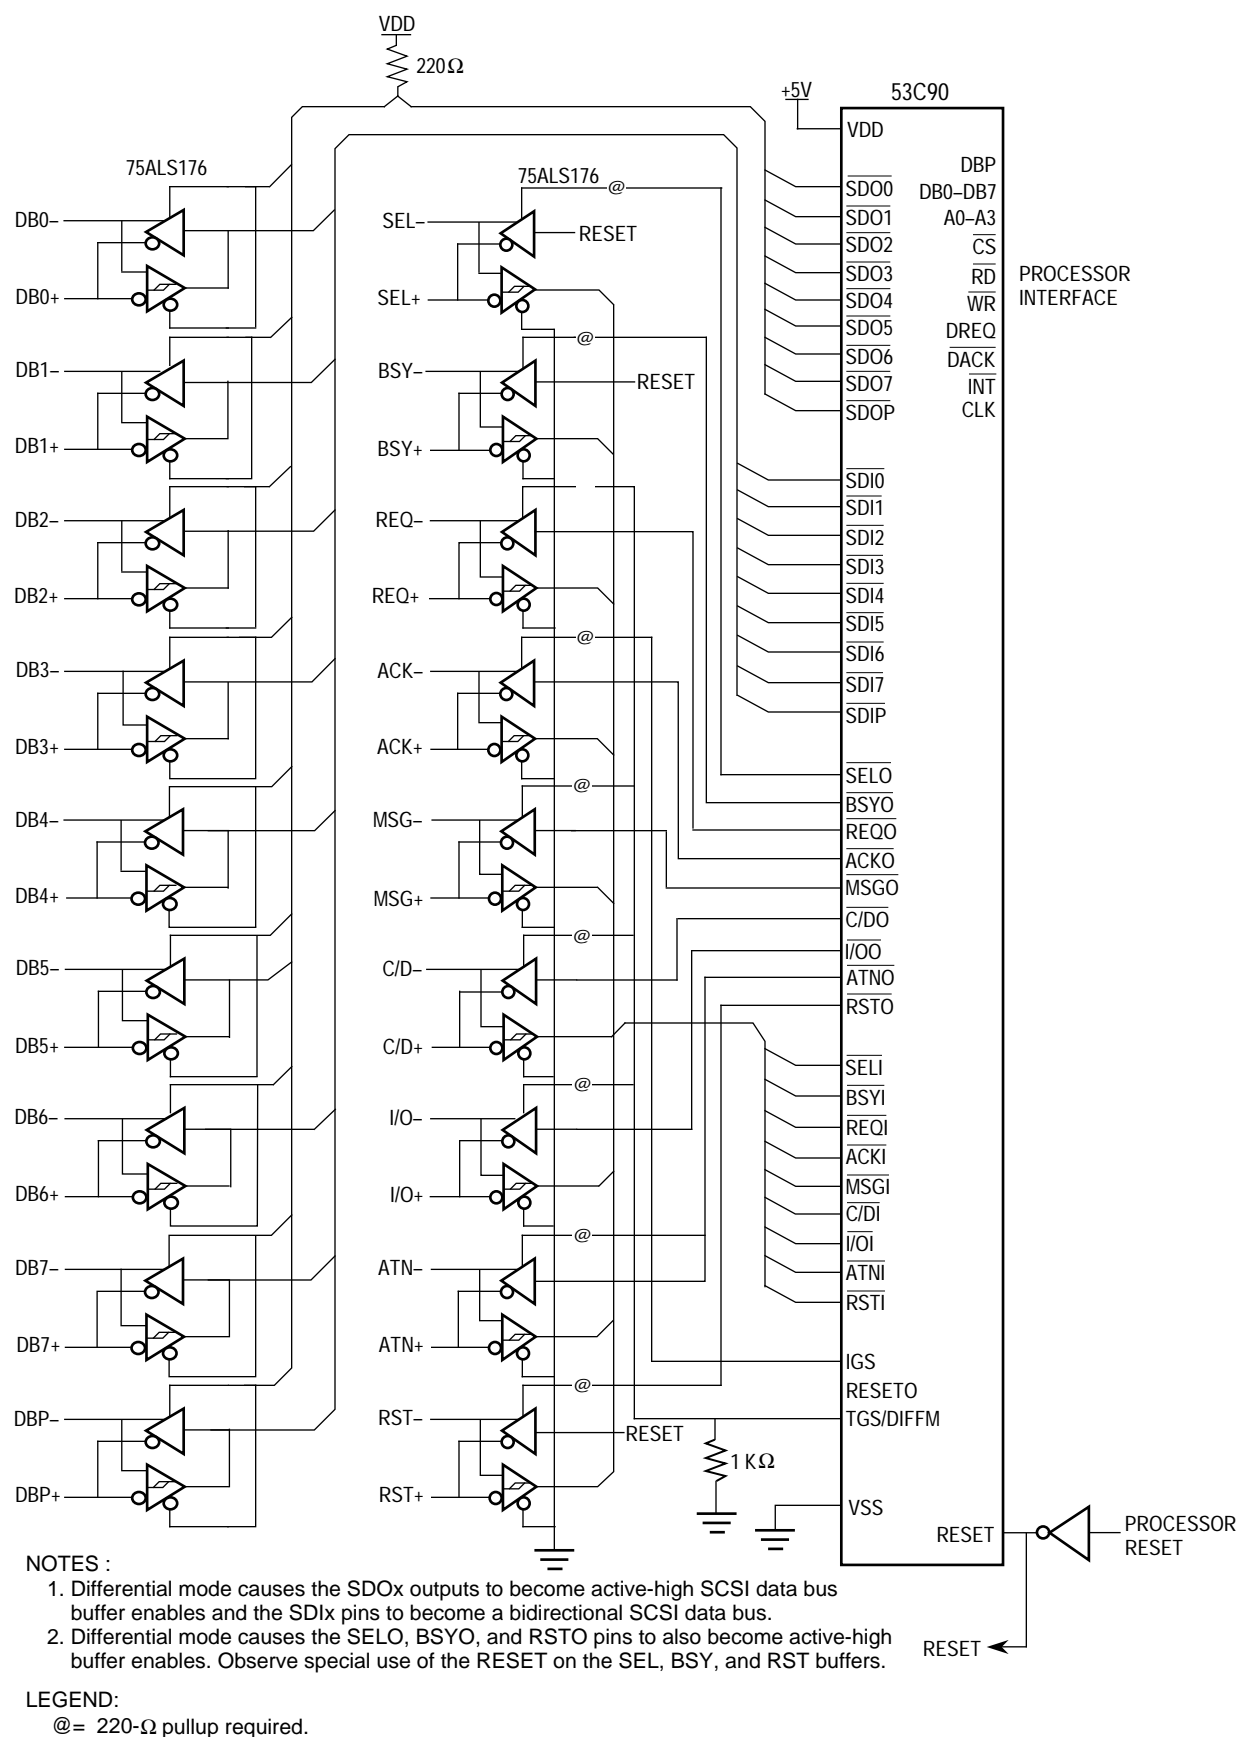 VDD
220Ω
+5V
53C90
VDD
75ALS176
75ALS176
@
DBP
SDO0
DB0–DB7
SDO1
A0–A3
SDO2
CS
SDO3
RD
SDO4
WR
SDO5
DREQ
SDO6
DACK
SDO7
INT
SDOP
CLK
PROCESSOR
INTERFACE
DB0–
DB0+
DB1–
DB1+
DB2–
DB2+
DB3–
DB3+
DB4–
DB4+
DB5–
DB5+
DB6–
DB6+
DB7–
DB7+
DBP–
DBP+
SEL–
RESET
SEL+
@
BSY–
RESET
BSY+
REQ–
REQ+
@
ACK–
ACK+
@
MSG–
MSG+
@
C/D–
C/D+
@
I/O–
I/O+
@
ATN–
ATN+
@
RST–
RESET
RST+
SDI0
SDI1
SDI2
SDI3
SDI4
SDI5
SDI6
SDI7
SDIP
SELO
BSYO
REQO
ACKO
MSGO
C/DO
I/OO
ATNO
RSTO
SELI
BSYI
REQI
ACKI
MSGI
C/DI
I/OI
ATNI
RSTI
IGS
RESETO
TGS/DIFFM
1 KΩ
VSS
RESET
PROCESSOR
RESET
RESET
NOTES :
1. Differential mode causes the SDOx outputs to become active-high SCSI data bus
buffer enables and the SDIx pins to become a bidirectional SCSI data bus.
2. Differential mode causes the SELO, BSYO, and RSTO pins to also become active-high
buffer enables. Observe special use of the RESET on the SEL, BSY, and RST buffers.
LEGEND:
@= 220-Ω pullup required.